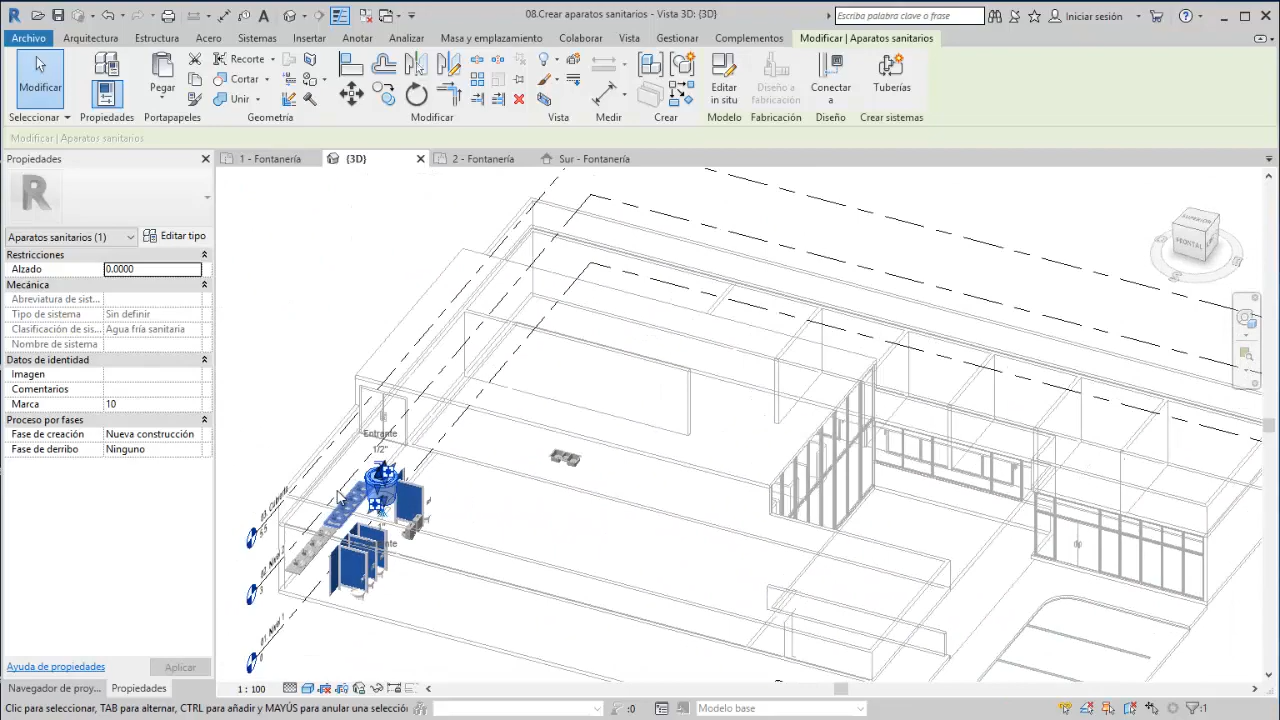 08.Crear aparatos sanitarios - Vista 3D: {3D}
Escriba palabra clave o frase
Iniciar sesión
Archivo
Arquitectura
Estructura
Acero
Sistemas
Insertar
Anotar
Analizar
Masa y emplazamiento
Colaborar
Vista
Gestionar
Complementos
Modificar | Aparatos sanitarios
Modificar
Pegar
Recorte
Cortar
Unir
Editar
in situ
Diseño a
fabricación
Conectar
a
Tuberías
Seleccionar
Propiedades
Portapapeles
Geometría
Modificar
Vista
Medir
Crear
Modelo
Fabricación
Diseño
Crear sistemas
Modificar | Aparatos sanitarios
Propiedades
1 - Fontanería
{3D}
2 - Fontanería
Sur - Fontanería
Aparatos sanitarios (1)
Editar tipo
Restricciones
Alzado 0.0000
Mecánica
Abreviatura de sist...
Tipo de sistema Sin definir
Clasificación de sis... Agua fría sanitaria
Nombre de sistema
Datos de identidad
Imagen
Comentarios
Marca 10
Proceso por fases
Fase de creación Nueva construcción
Fase de derribo Ninguno
Ayuda de propiedades
Aplicar
Navegador de proy...
Propiedades
FRONTAL
Entrante
1/2"
3
0
1 : 100
Clic para seleccionar, TAB para alternar, CTRL para añadir y MAYÚS para anular una selecció
:0
Modelo base
:1